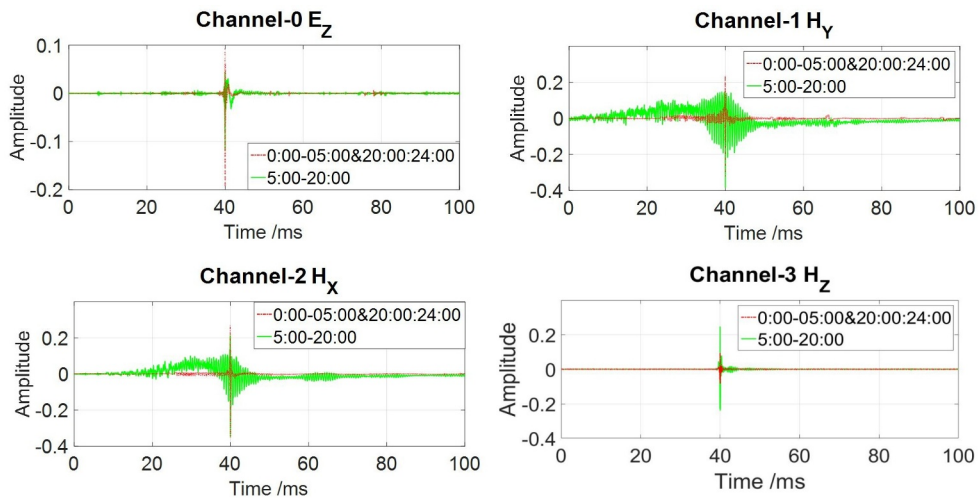 Channel-0 E_Z
Amplitude
0.1
0
-0.1
-0.2
0:00-05:00&20:00:24:00
5:00-20:00
0 20 40 60 80 100
Time /ms
Channel-1 H_Y
Amplitude
0.2
0
-0.2
-0.4
0:00-05:00&20:00:24:00
5:00-20:00
0 20 40 60 80 100
Time /ms
Channel-2 H_X
Amplitude
0.2
0
-0.2
-0.4
0:00-05:00&20:00:24:00
5:00-20:00
0 20 40 60 80 100
Time /ms
Channel-3 H_Z
Amplitude
0.4
0.2
0
-0.2
-0.4
0:00-05:00&20:00:24:00
5:00-20:00
0 20 40 60 80 100
Time /ms